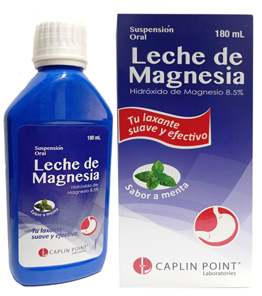 Suspensión
Oral
180 mL
Leche de
Magnesia
Hidróxido de Magnesio 8.5%
Sabor a menta
Tu laxante
suave y efectivo
CAPLIN POINT
Laboratories
Suspensión
Oral
180 mL
Leche de
Magnesia
Hidróxido de Magnesio 8.5%
Tu laxante
suave y efectivo
Sabor a menta
CAPLIN POINT
Laboratories